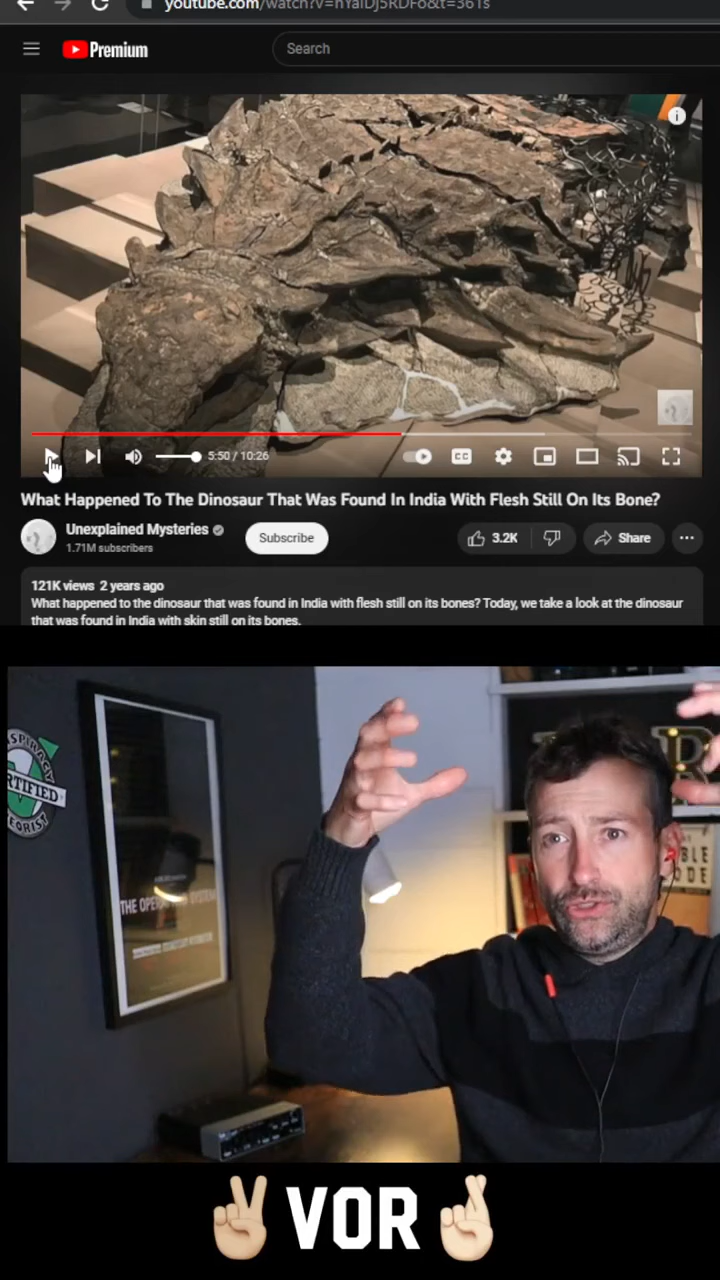 youtube.com/watch?v=hYaiDj5RDFo&t=361s
Premium
Search
5:50 / 10:26
CC
What Happened To The Dinosaur That Was Found In India With Flesh Still On Its Bone?
Unexplained Mysteries
1.71M subscribers
Subscribe
3.2K
Share
121K views 2 years ago
What happened to the dinosaur that was found in India with flesh still on its bones? Today, we take a look at the dinosaur
that was found in India with skin still on its bones.
THE OPERA SYSTEM
VOR